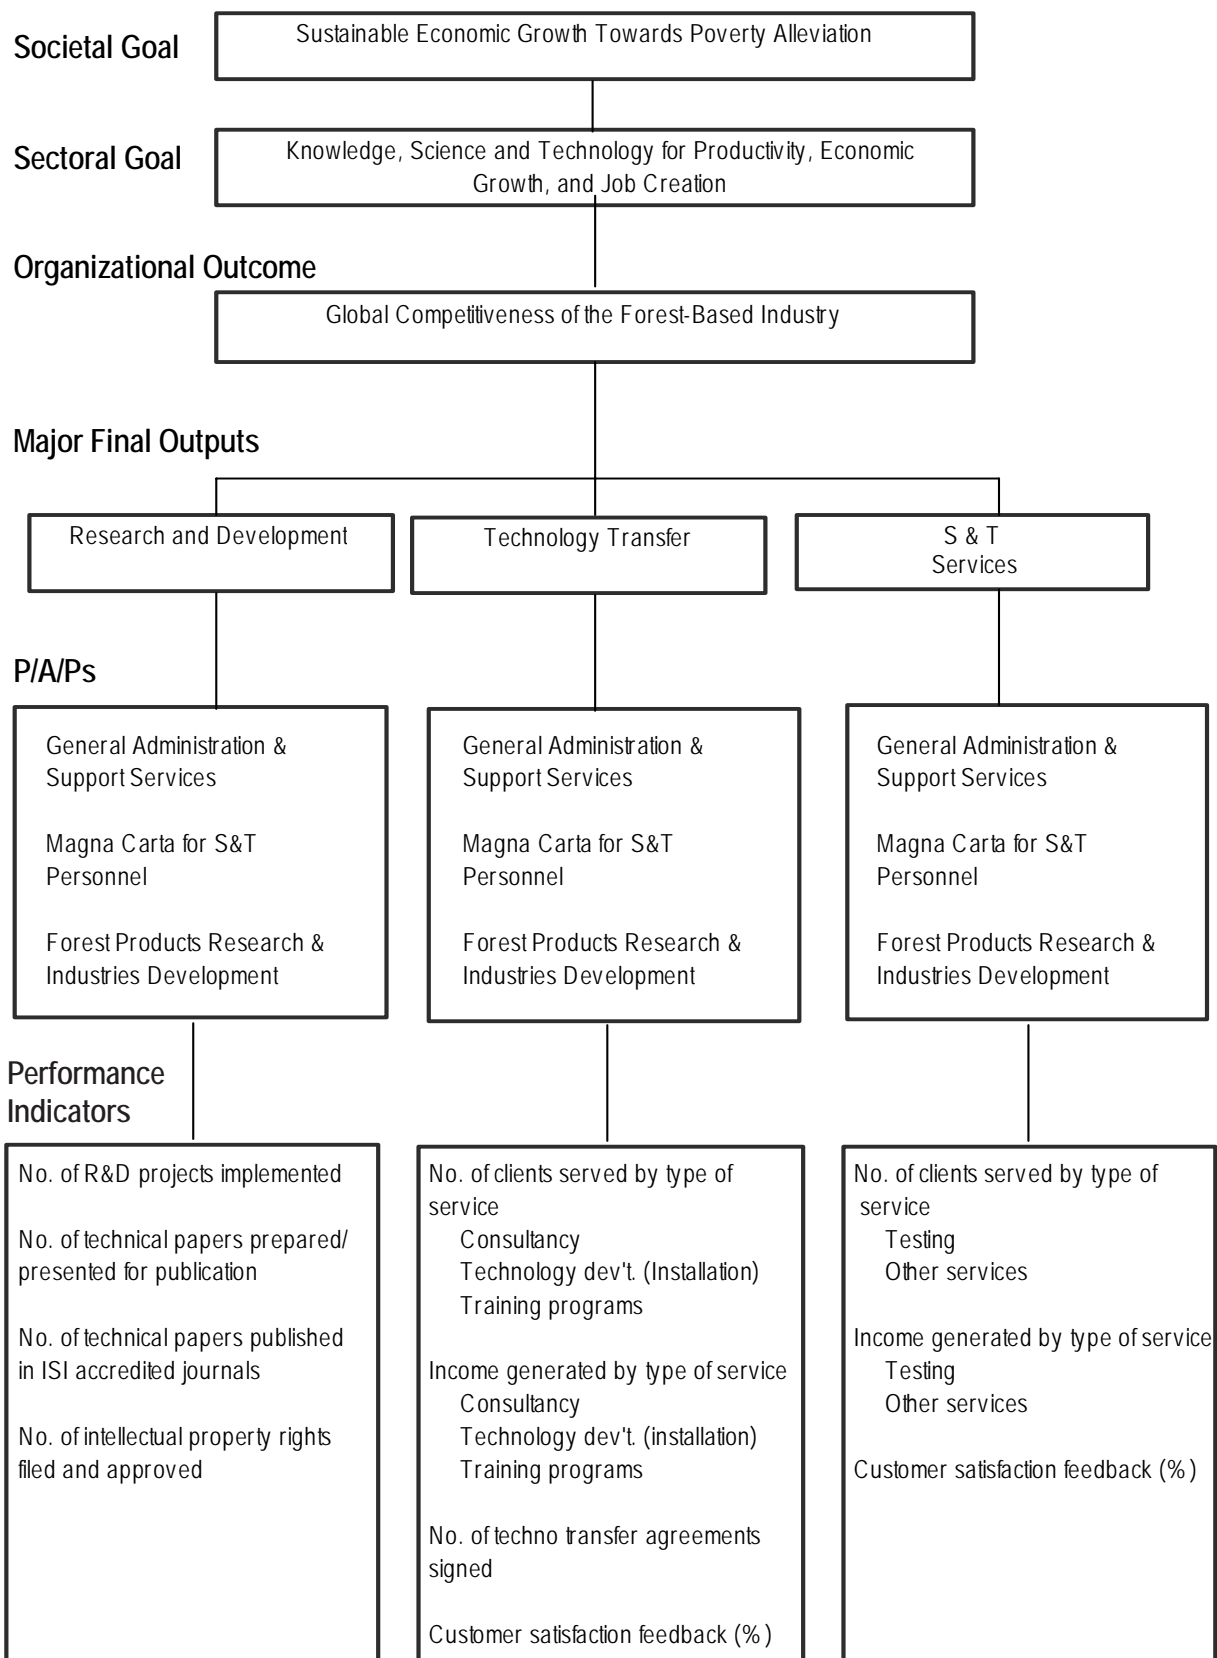 Societal Goal
Sustainable Economic Growth Towards Poverty Alleviation
Sectoral Goal
Knowledge, Science and Technology for Productivity, Economic
Growth, and Job Creation
Organizational Outcome
Global Competitiveness of the Forest-Based Industry
Major Final Outputs
Research and Development
Technology Transfer
S & T
Services
P/A/Ps
General Administration &
Support Services
Magna Carta for S&T
Personnel
Forest Products Research &
Industries Development
General Administration &
Support Services
Magna Carta for S&T
Personnel
Forest Products Research &
Industries Development
General Administration &
Support Services
Magna Carta for S&T
Personnel
Forest Products Research &
Industries Development
Performance
Indicators
No. of R&D projects implemented
No. of technical papers prepared/
presented for publication
No. of technical papers published
in ISI accredited journals
No. of intellectual property rights
filed and approved
No. of clients served by type of
service
Consultancy
Technology dev't. (Installation)
Training programs
Income generated by type of service
Consultancy
Technology dev't. (installation)
Training programs
No. of techno transfer agreements
signed
Customer satisfaction feedback (%)
No. of clients served by type of
service
Testing
Other services
Income generated by type of service
Testing
Other services
Customer satisfaction feedback (%)